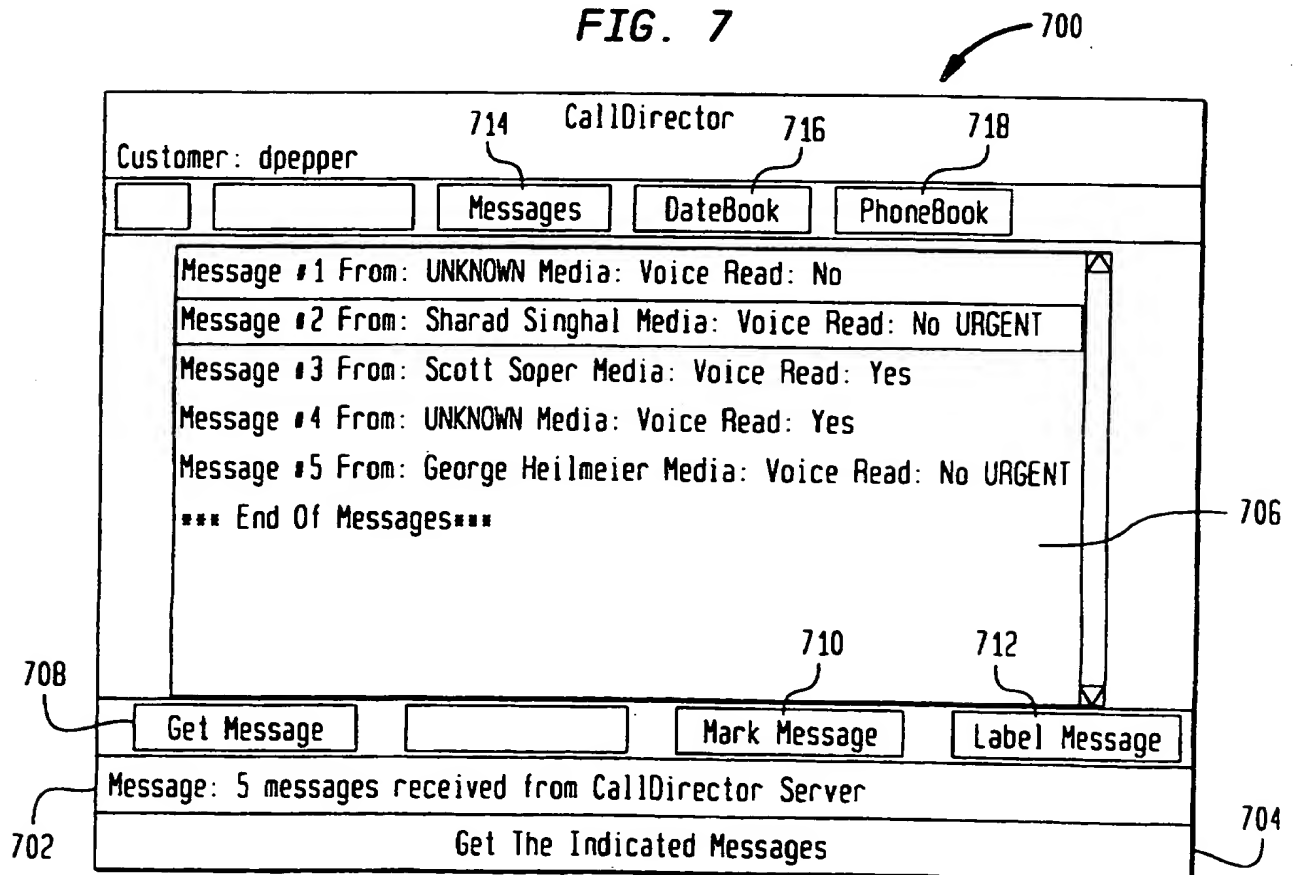 FIG. 7
700
CallDirector
714
716
718
Customer: dpepper
Messages
DateBook
PhoneBook
Message #1 From: UNKNOWN Media: Voice Read: No
Message #2 From: Sharad Singhal Media: Voice Read: No URGENT
Message #3 From: Scott Soper Media: Voice Read: Yes
Message #4 From: UNKNOWN Media: Voice Read: Yes
Message #5 From: George Heilmeier Media: Voice Read: No URGENT
*** End Of Messages***
706
710
712
708
Get Message
Mark Message
Label Message
Message: 5 messages received from CallDirector Server
702
704
Get The Indicated Messages